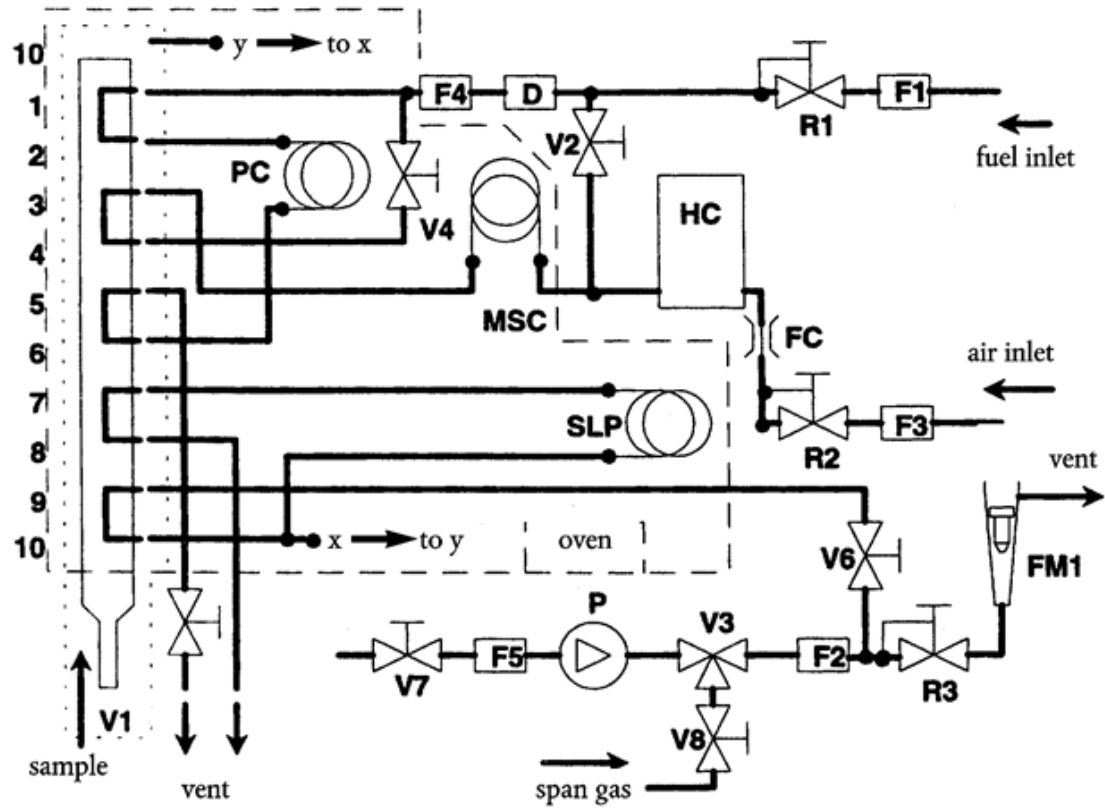 10
y
to x
1
F4
D
R1
F1
fuel inlet
2
PC
V2
3
V4
HC
4
5
MSC
FC
6
air inlet
7
SLP
R2
F3
8
vent
9
10
x
to y
oven
V6
FM1
P
V3
F5
F2
V7
R3
V1
V8
sample
vent
span gas